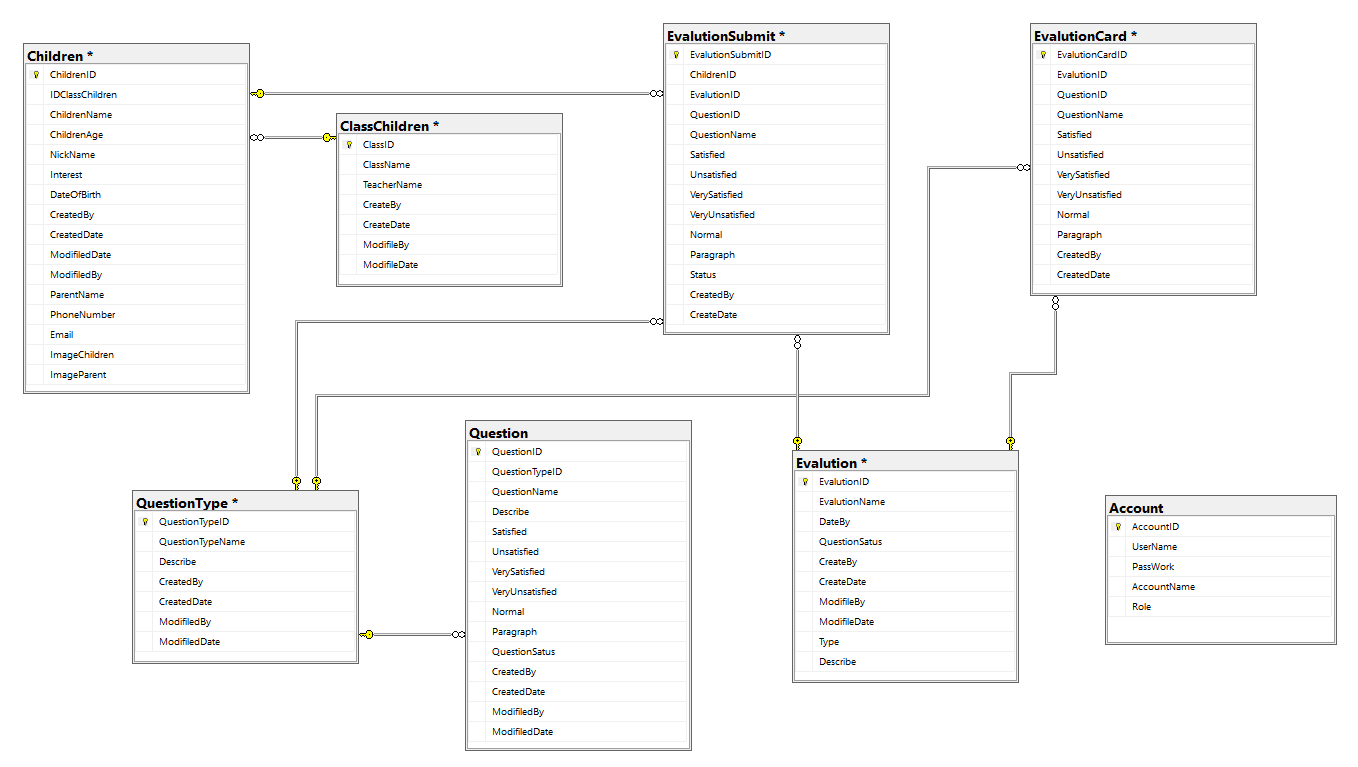 Children *
ChildrenID
IDClassChildren
ChildrenName
ChildrenAge
NickName
Interest
DateOfBirth
CreatedBy
CreatedDate
ModifiedDate
ModifiedBy
ParentName
PhoneNumber
Email
ImageChildren
ImageParent
ClassChildren *
ClassID
ClassName
TeacherName
CreateBy
CreateDate
ModifileBy
ModifileDate
EvalutionSubmit *
EvalutionSubmitID
ChildrenID
EvalutionID
QuestionID
QuestionName
Satisfied
Unsatisfied
VerySatisfied
VeryUnsatisfied
Normal
Paragraph
Status
CreatedBy
CreateDate
EvalutionCard *
EvalutionCardID
EvalutionID
QuestionID
QuestionName
Satisfied
Unsatisfied
VerySatisfied
VeryUnsatisfied
Normal
Paragraph
CreatedBy
CreatedDate
QuestionType *
QuestionTypeID
QuestionTypeName
Describe
CreatedBy
CreatedDate
ModifiedBy
ModifiedDate
Question
QuestionID
QuestionTypeID
QuestionName
Describe
Satisfied
Unsatisfied
VerySatisfied
VeryUnsatisfied
Normal
Paragraph
QuestionSatus
CreatedBy
CreatedDate
ModifiedBy
ModifiedDate
Evalution *
EvalutionID
EvalutionName
DateBy
QuestionSatus
CreateBy
CreateDate
ModifileBy
ModifileDate
Type
Describe
Account
AccountID
UserName
PassWork
AccountName
Role